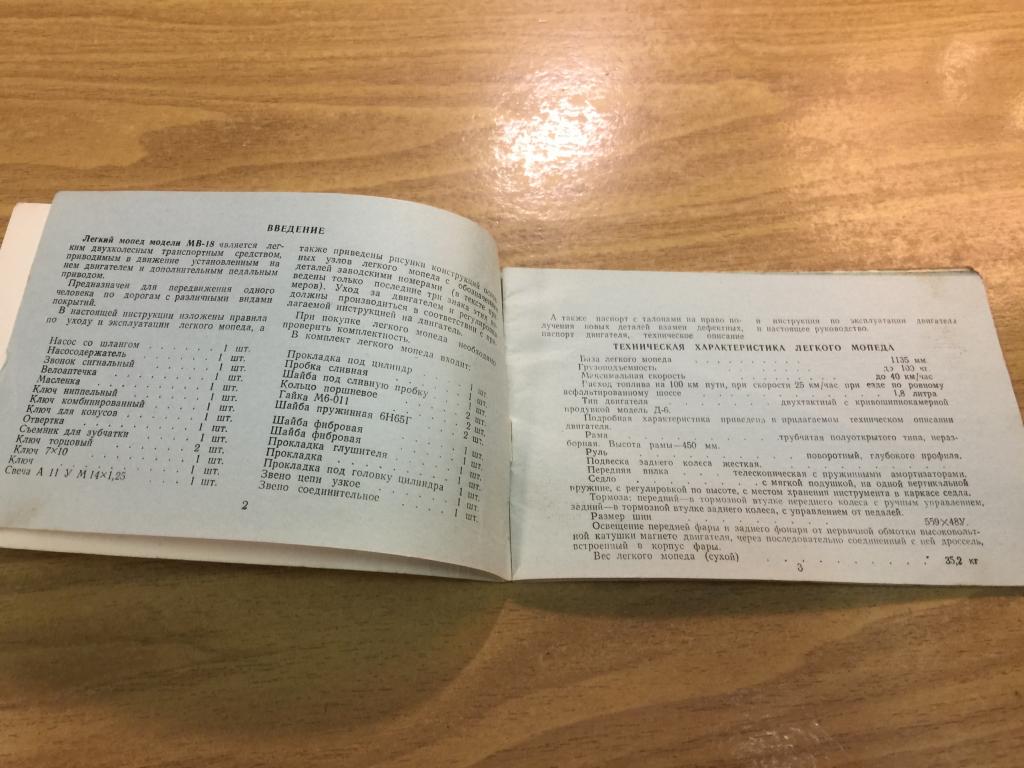 ВВЕДЕНИЕ
Легкий мопед модели МВ-18 является лег-
ким двухколесным транспортным средством,
приводимым в движение установленным на
нем двигателем и дополнительным педальным
приводом.
Предназначен для передвижения одного
человека по дорогам с различными видами
покрытий.
В настоящей инструкции изложены правила
по уходу и эксплуатации легкого мопеда, а
также приведены рисунки конструкций основ-
ных узлов легкого мопеда с обозначением
деталей заводскими номерами (в тексте при-
ведены только последние три знака этих но-
меров). Уход за двигателем и регулировка
должны производиться в соответствии с при-
лагаемой инструкцией на двигатель.
При покупке легкого мопеда необходимо
проверить комплектность.
В комплект легкого мопеда входит:
Насос со шлангом . . . . 1 шт.
Насосодержатель . . . . 1 шт.
Звонок сигнальный . . . . 1 шт.
Велоаптечка . . . . 1 шт.
Масленка . . . . 1 шт.
Ключ ниппельный . . . . 1 шт.
Ключ комбинированный . . . . 1 шт.
Ключ для конусов . . . . 1 шт.
Отвертка . . . . 1 шт.
Съемник для зубчатки . . . . 1 шт.
Ключ торцовый . . . . 2 шт.
Ключ 7×10 . . . . 1 шт.
Ключ . . . . 1 шт.
Свеча А 11 У М 14×1,25 . . . . 1 шт.
Прокладка под цилиндр . . . . 1 шт.
Пробка сливная . . . . 1 шт.
Шайба под сливную пробку . . 1 шт.
Кольцо поршневое . . . . 2 шт.
Гайка М6-011 . . . . 2 шт.
Шайба пружинная 6Н65Г . . 2 шт.
Шайба фибровая
Шайба фибровая
Прокладка глушителя . . . . 1 шт.
Прокладка . . . . 1 шт.
Прокладка под головку цилиндра 1 шт.
Звено цепи узкое . . . . 1 шт.
Звено соединительное . . . . 1 шт.
2
А также паспорт с талонами на право по-
лучения новых деталей взамен дефектных,
паспорт двигателя, техническое описание
и инструкция по эксплуатации двигателя
и настоящее руководство.
ТЕХНИЧЕСКАЯ ХАРАКТЕРИСТИКА ЛЕГКОГО МОПЕДА
База легкого мопеда . . . . 1135 мм.
Грузоподъемность . . . . до 100 кг.
Максимальная скорость . . . . до 40 км/час
Расход топлива на 100 км пути, при скорости 25 км/час при езде по ровному
асфальтированному шоссе . . . . 1,8 литра
Тип двигателя . . . . двухтактный с кривошипнокамерной
продувкой модель Д-6.
Подробная характеристика приведена в прилагаемом техническом описании
двигателя.
Рама . . . . трубчатая полуоткрытого типа, нераз-
борная. Высота рамы—450 мм.
Руль . . . . поворотный, глубокого профиля.
Подвеска заднего колеса жесткая.
Передняя вилка . . . . телескопическая с пружинными амортизаторами.
Седло . . . . с мягкой подушкой, на одной вертикальной
пружине, с регулировкой по высоте, с местом хранения инструмента в каркасе седла.
Тормоза: передний—в тормозной втулке переднего колеса с ручным управлением,
задний—в тормозной втулке заднего колеса, с управлением от педалей.
Размер шин . . . . 559×48У.
Освещение передней фары и заднего фонаря от первичной обмотки высоковольт-
ной катушки магнето двигателя, через последовательно соединенный с ней дроссель,
встроенный в корпус фары.
Вес легкого мопеда (сухой) . . . . 35,2 кг
3